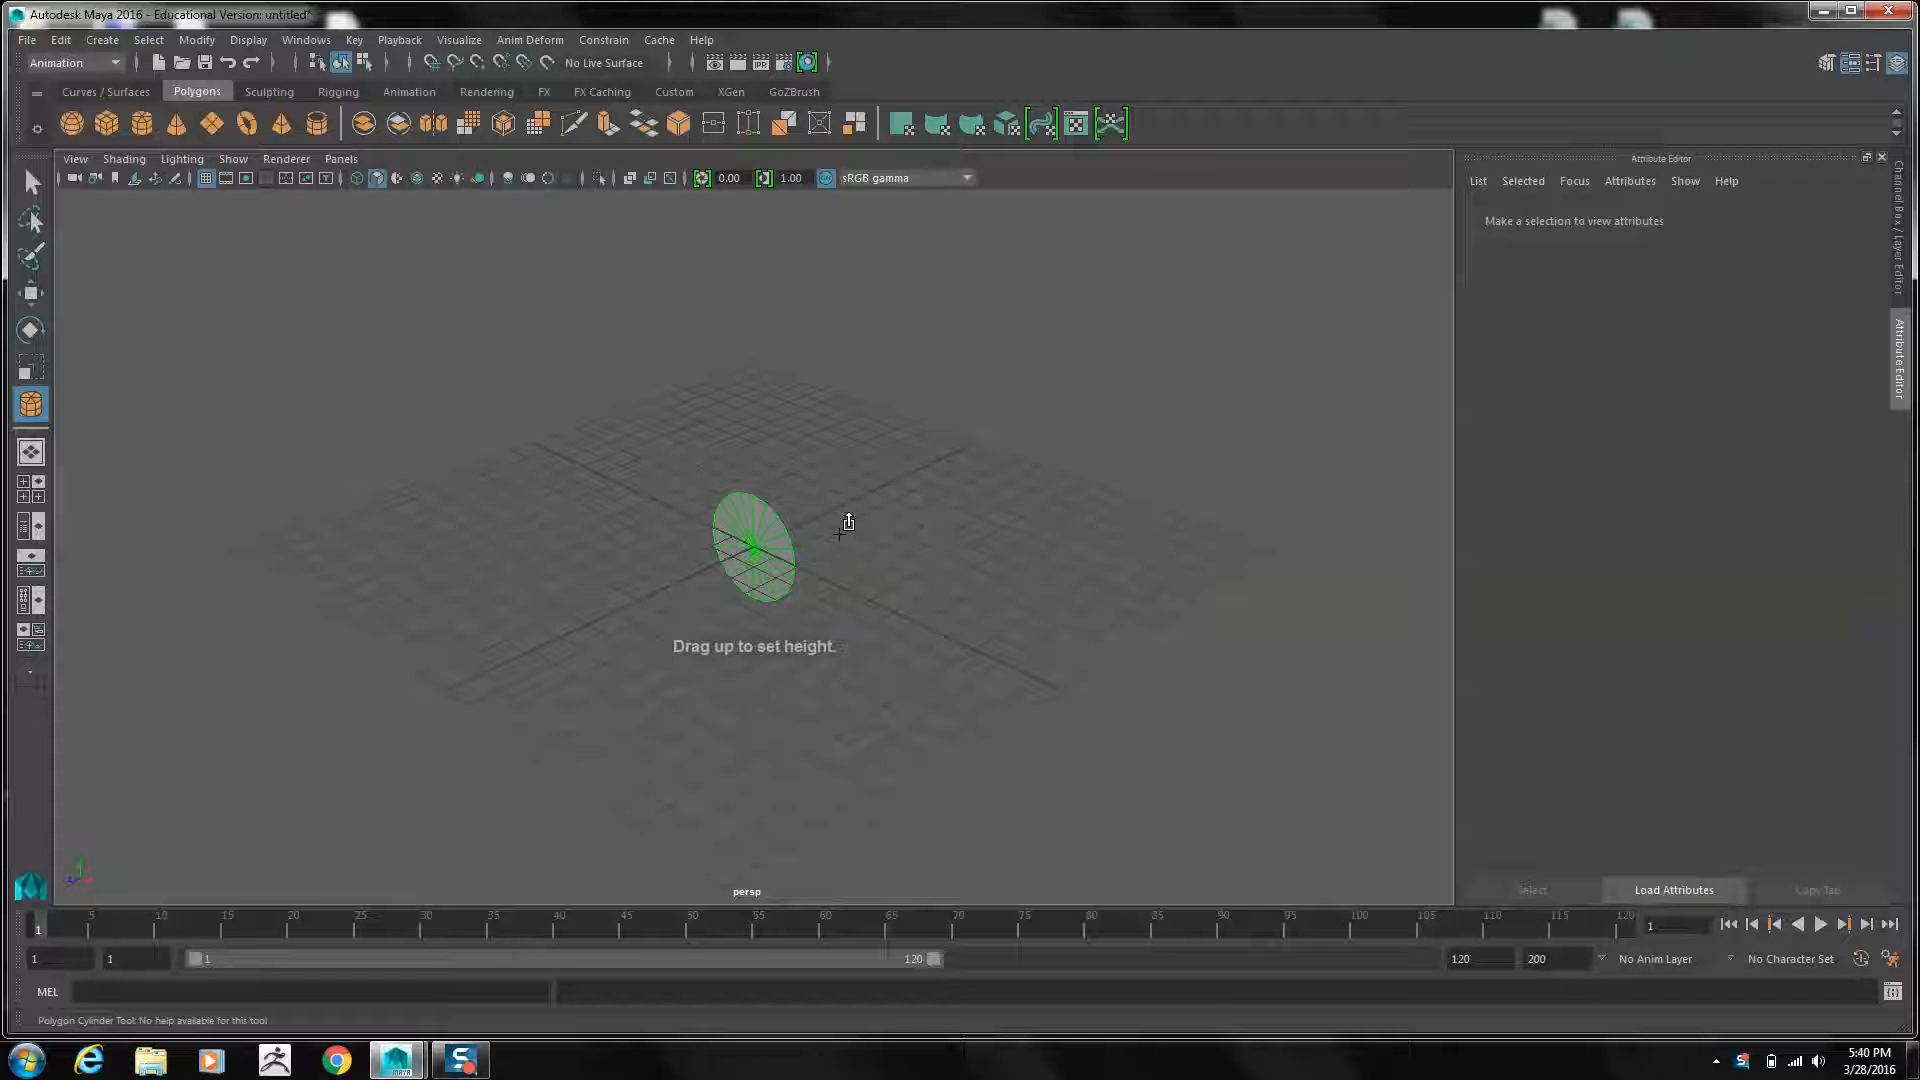 Autodesk Maya 2016 - Educational Version: untitled*
File Edit Create Select Modify Display Windows Key Playback Visualize Anim Deform Constrain Cache Help
Animation No Live Surface IPR
Curves / Surfaces Polygons Sculpting Rigging Animation Rendering FX FX Caching Custom XGen GoZBrush
View Shading Lighting Show Renderer Panels
0.00 1.00 sRGB gamma
Attribute Editor
List Selected Focus Attributes Show Help
Make a selection to view attributes
Channel Box / Layer Editor
Attribute Editor
Drag up to set height.
persp
Select Load Attributes Copy Tab
1 5 10 15 20 25 30 35 40 45 50 55 60 65 70 75 80 85 90 95 100 105 110 115 120 1
1 1 1 120 120 200 No Anim Layer No Character Set
MEL
Polygon Cylinder Tool: No help available for this tool
MAYA
5:40 PM
3/28/2016